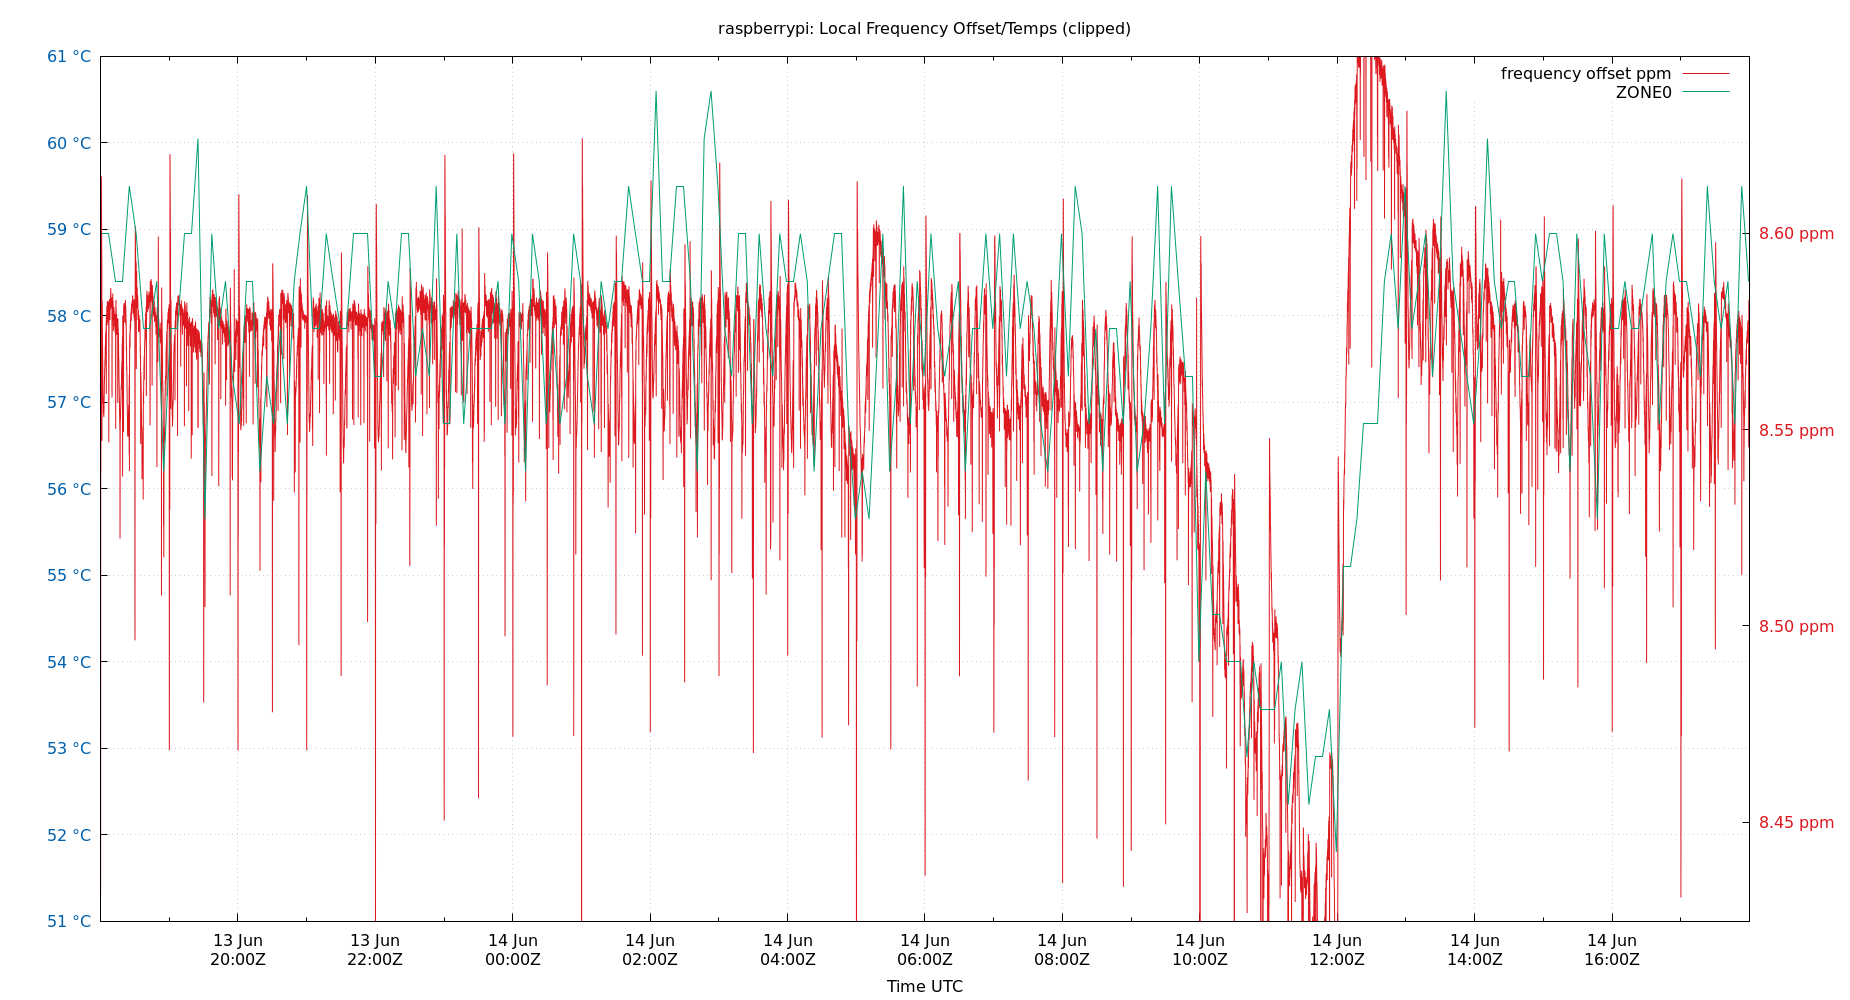 raspberrypi: Local Frequency Offset/Temps (clipped)
frequency offset ppm
ZONE0
61 °C
60 °C
59 °C
58 °C
57 °C
56 °C
55 °C
54 °C
53 °C
52 °C
51 °C
8.60 ppm
8.55 ppm
8.50 ppm
8.45 ppm
13 Jun 13 Jun 14 Jun 14 Jun 14 Jun 14 Jun 14 Jun 14 Jun 14 Jun 14 Jun 14 Jun
20:00Z 22:00Z 00:00Z 02:00Z 04:00Z 06:00Z 08:00Z 10:00Z 12:00Z 14:00Z 16:00Z
Time UTC